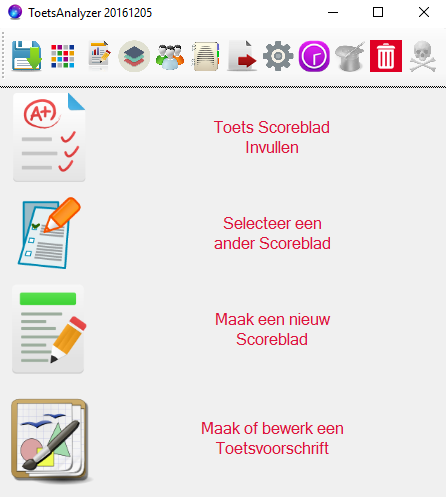 ToetsAnalyzer 20161205
A+
Toets Scoreblad
Invullen
Selecteer een
ander Scoreblad
Maak een nieuw
Scoreblad
Maak of bewerk een
Toetsvoorschrift